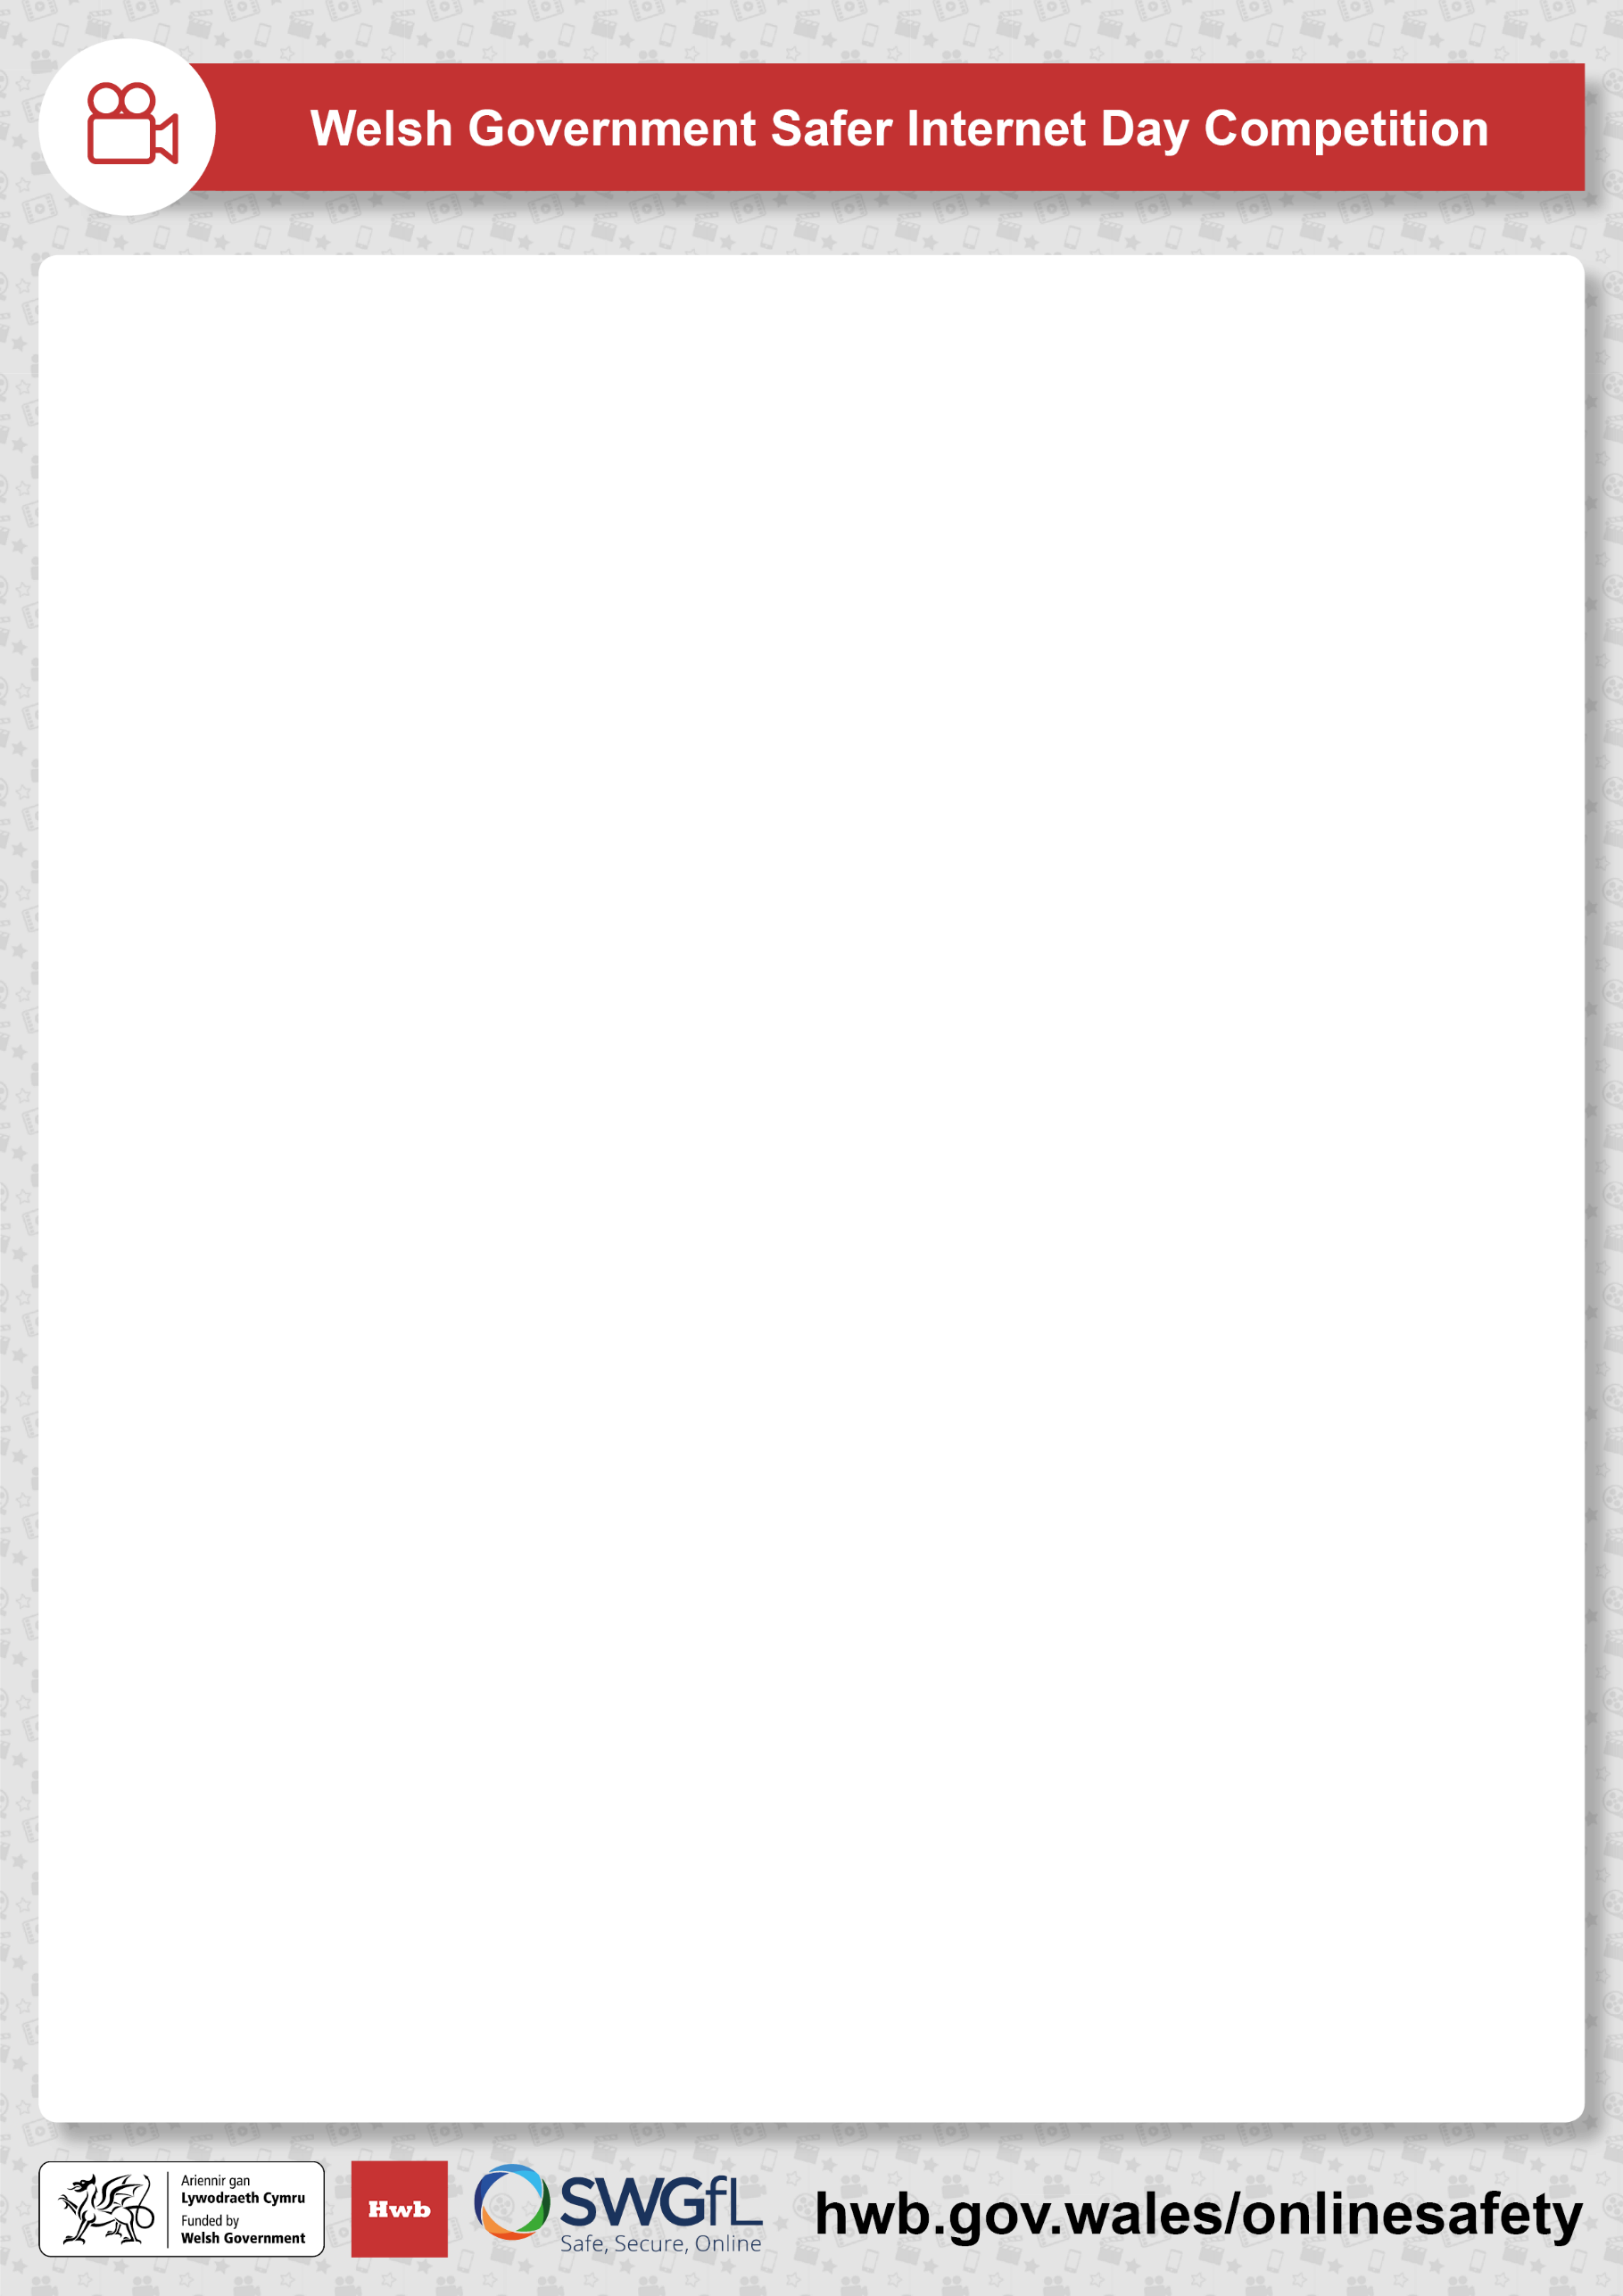 Welsh Government Safer Internet Day Competition
Ariennir gan
Lywodraeth Cymru
Funded by
Welsh Government
Hwb
SWGfL
Safe, Secure, Online
hwb.gov.wales/onlinesafety